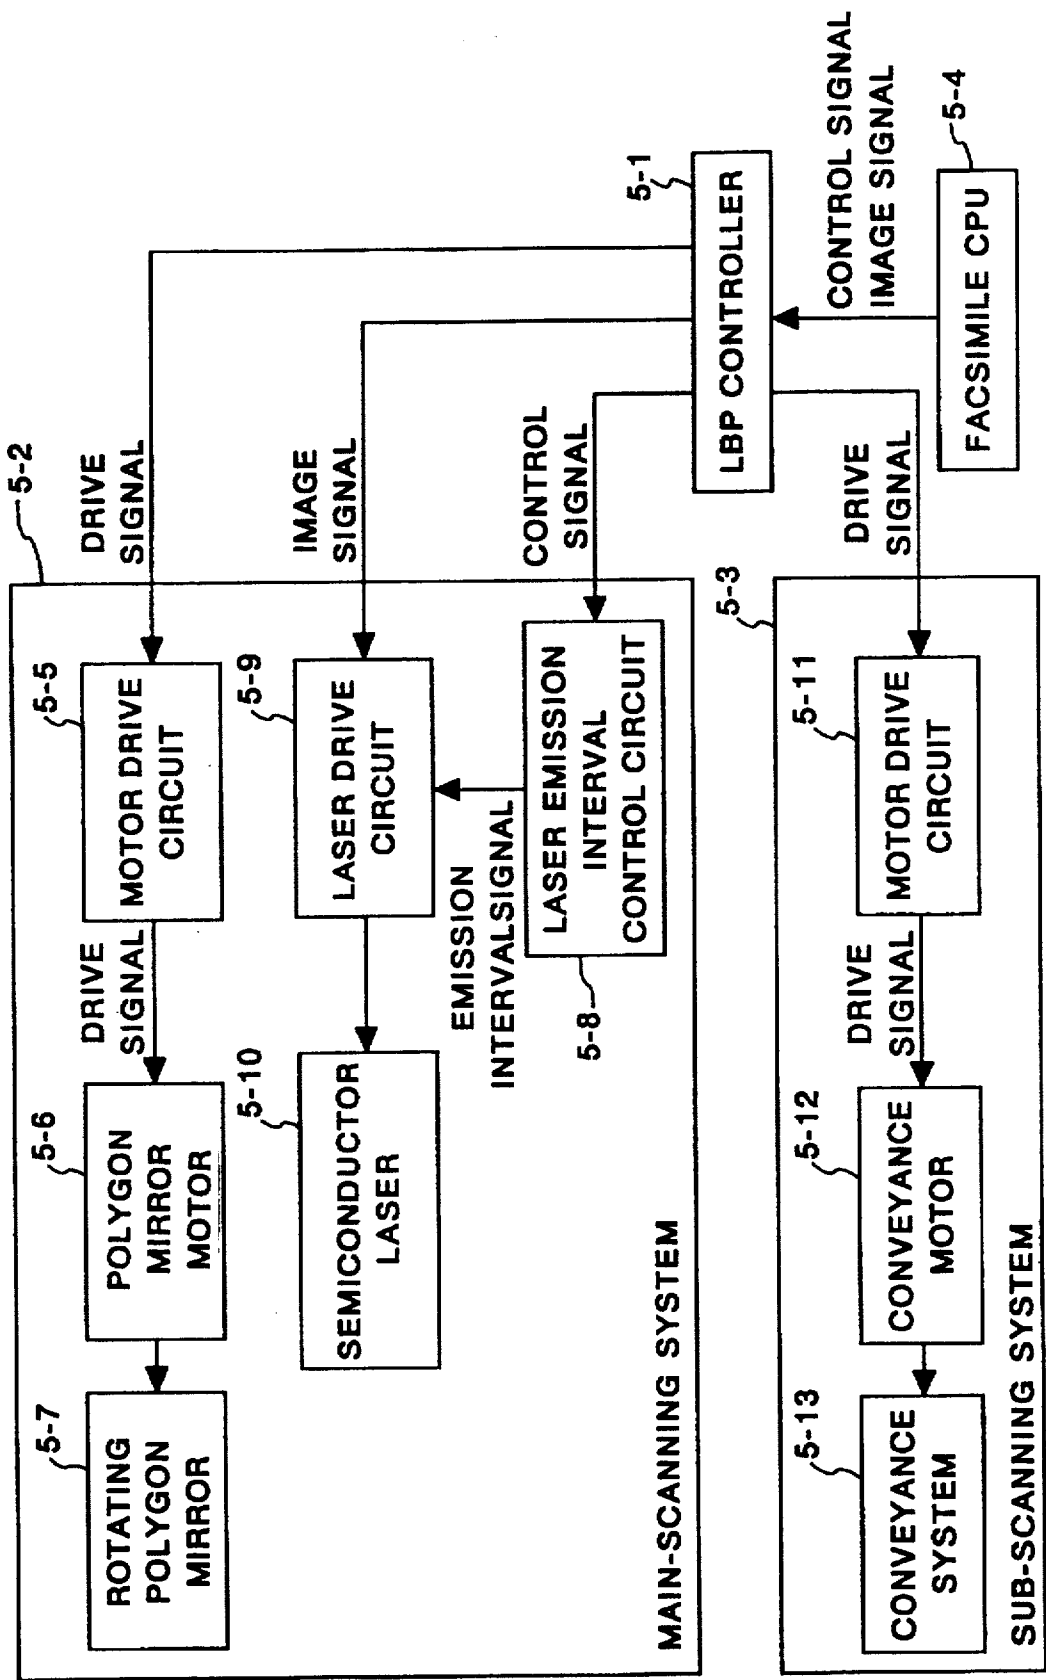 5-2
DRIVE
SIGNAL
5-5
MOTOR DRIVE
CIRCUIT
DRIVE
SIGNAL
5-6
POLYGON
MIRROR
MOTOR
5-7
ROTATING
POLYGON
MIRROR
IMAGE
SIGNAL
5-9
LASER DRIVE
CIRCUIT
5-10
SEMICONDUCTOR
LASER
CONTROL
SIGNAL
LASER EMISSION
INTERVAL
CONTROL CIRCUIT
5-8
EMISSION
INTERVALSIGNAL
MAIN-SCANNING SYSTEM
5-1
LBP CONTROLLER
CONTROL SIGNAL
IMAGE SIGNAL
5-4
FACSIMILE CPU
DRIVE
SIGNAL
5-3
5-11
MOTOR DRIVE
CIRCUIT
DRIVE
SIGNAL
5-12
CONVEYANCE
MOTOR
5-13
CONVEYANCE
SYSTEM
SUB-SCANNING SYSTEM